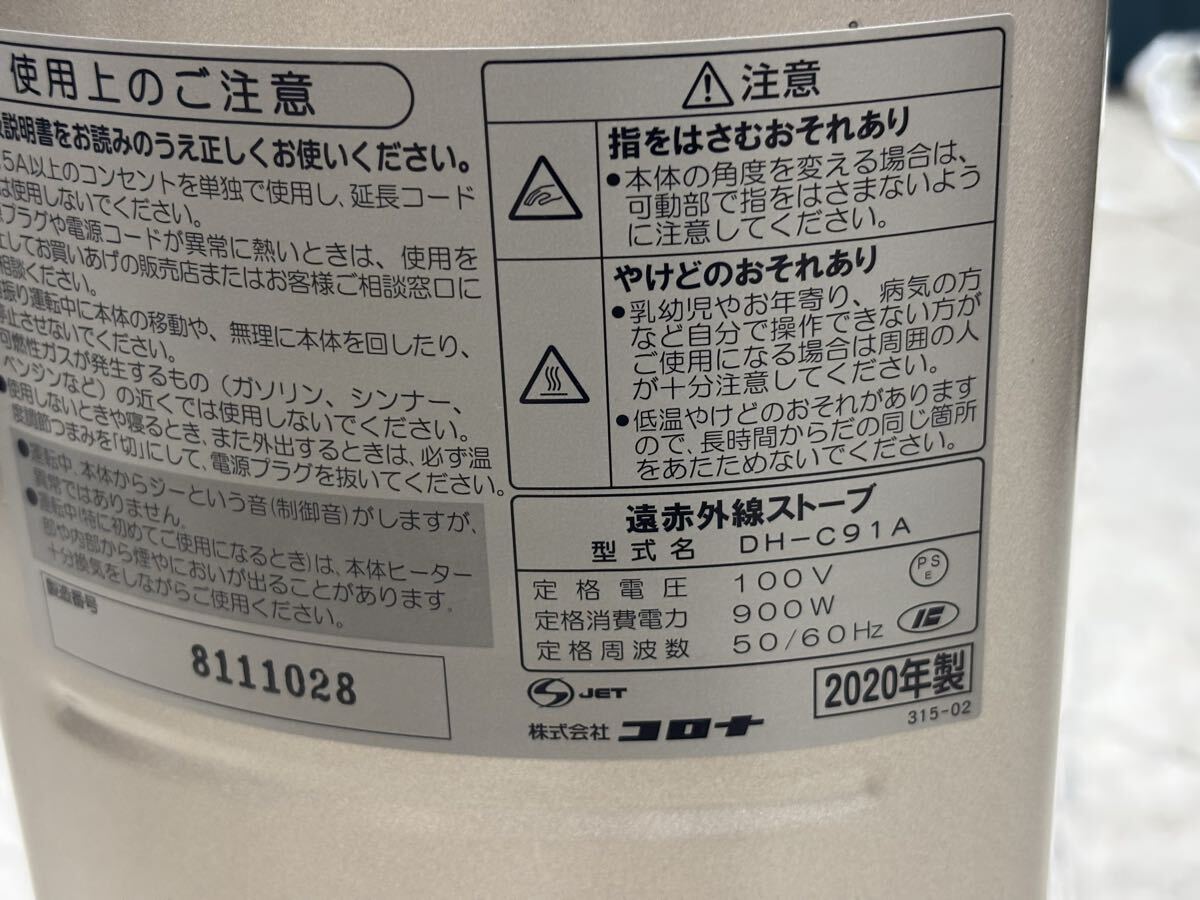 使用上のご注意
説明書をお読みのうえ正しくお使いください。
5A以上のコンセントを単独で使用し、延長コード
は使用しないでください。
プラグや電源コードが異常に熱いときは、使用を
してお買いあげの販売店またはお客様ご相談窓口に
相談ください。
振り運転中に本体の移動や、無理に本体を回したり、
停止させないでください。
可燃性ガスが発生するもの（ガソリン、シンナー、
ベンジンなど）の近くでは使用しないでください。
●使用しないときや寝るとき、また外出するときは、必ず温
度調節つまみを「切」にして、電源プラグを抜いてください。
●運転中、本体からジーという音(制御音)がしますが、
異常ではありません。
●運転中(特に初めてご使用になるとき)は、本体ヒーター
部や内部から煙やにおいが出ることがあります。
十分換気をしながらご使用ください。
製造番号
8111028
注意
指をはさむおそれあり
●本体の角度を変える場合は、
可動部で指をはさまないよう
に注意してください。
やけどのおそれあり
●乳幼児やお年寄り、病気の方
など自分で操作できない方が
ご使用になる場合は周囲の人
が十分注意してください。
●低温やけどのおそれがあります
ので、長時間からだの同じ箇所
をあたためないでください。
遠赤外線ストーブ
型式名 DH-C91A
定格電圧 100V
定格消費電力 900W
定格周波数 50/60Hz
PS
E
JET
2020年製
株式会社 コロナ
315-02